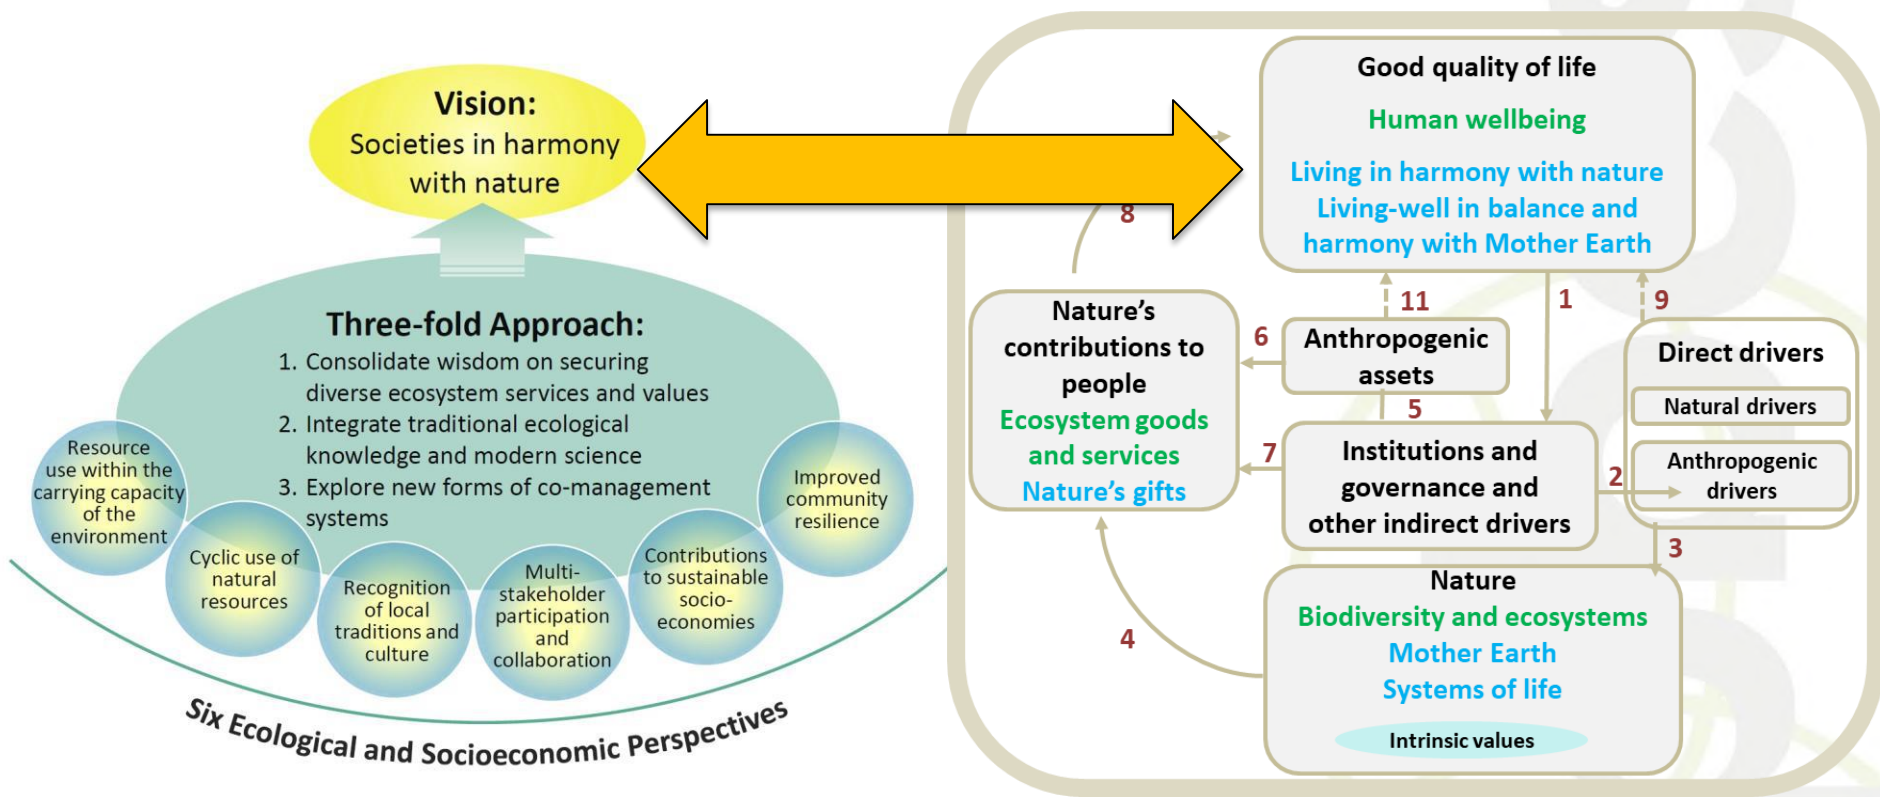 Vision:
Societies in harmony
with nature
Three-fold Approach:
1. Consolidate wisdom on securing
diverse ecosystem services and values
2. Integrate traditional ecological
knowledge and modern science
3. Explore new forms of co-management
systems
Resource
use within the
carrying capacity
of the
environment
Cyclic use of
natural
resources
Recognition
of local
traditions and
culture
Multi-
stakeholder
participation
and
collaboration
Contributions
to sustainable
socio-
economies
Improved
community
resilience
Six Ecological and Socioeconomic Perspectives
Good quality of life
Human wellbeing
Living in harmony with nature
Living-well in balance and
harmony with Mother Earth
8
11
1
9
Nature's
contributions to
people
Ecosystem goods
and services
Nature's gifts
6
Anthropogenic
assets
5
7
Institutions and
governance and
other indirect drivers
2
Direct drivers
Natural drivers
Anthropogenic
drivers
3
4
Nature
Biodiversity and ecosystems
Mother Earth
Systems of life
Intrinsic values